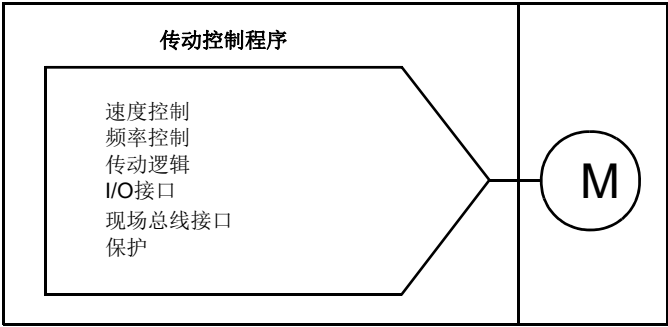 传动控制程序
速度控制
频率控制
传动逻辑
I/O接口
现场总线接口
保护
M